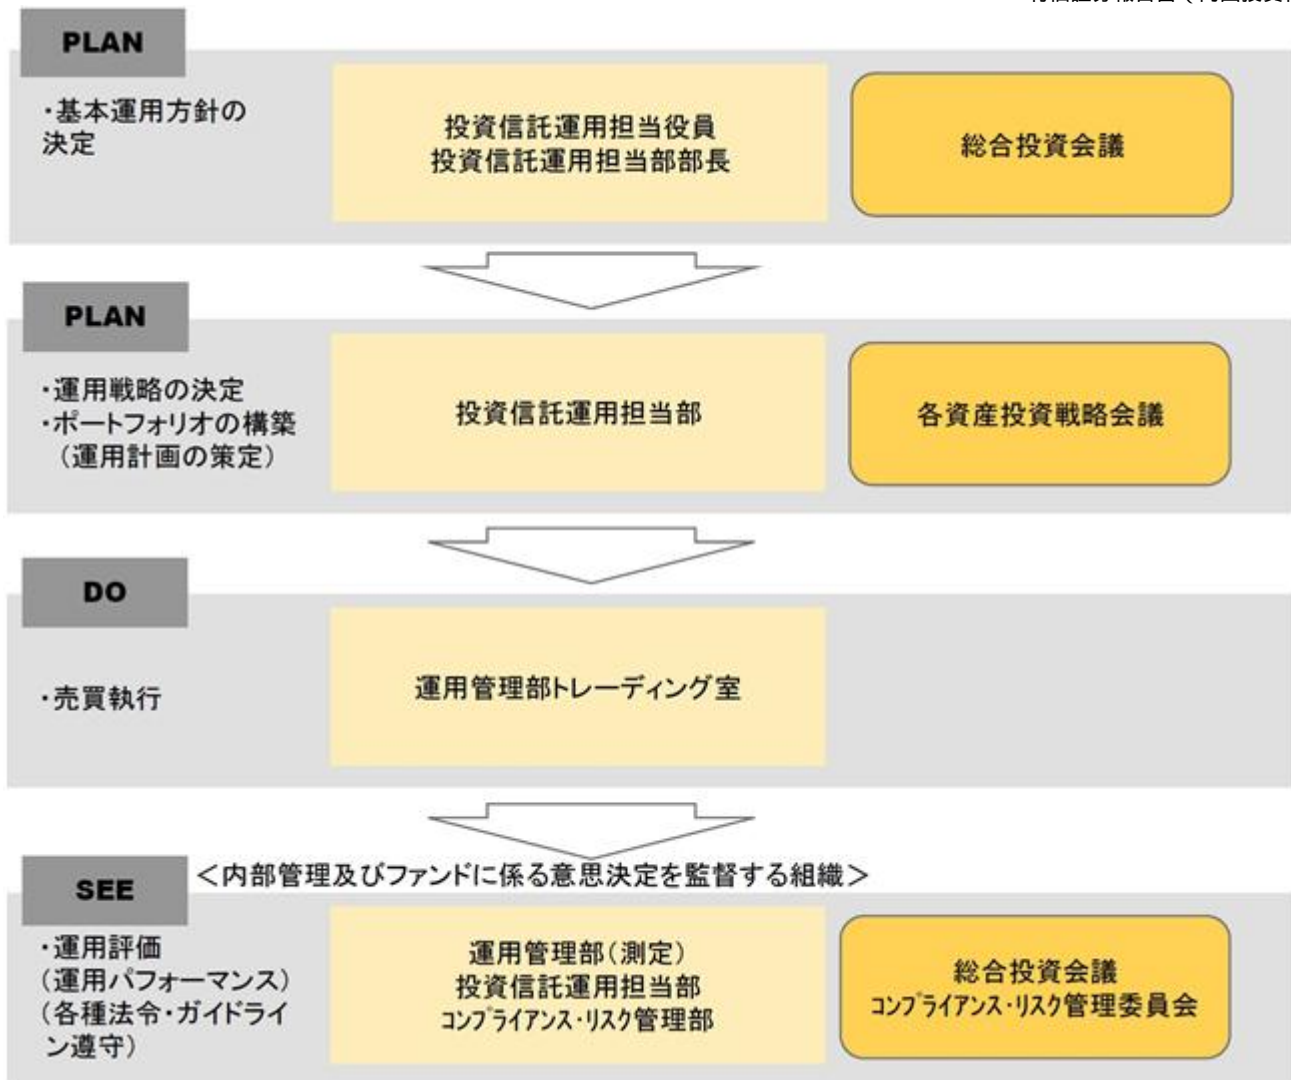 PLAN
・基本運用方針の
決定
投資信託運用担当役員
投資信託運用担当部部長
総合投資会議
PLAN
・運用戦略の決定
・ポートフォリオの構築
（運用計画の策定）
投資信託運用担当部
各資産投資戦略会議
DO
・売買執行
運用管理部トレーディング室
SEE
＜内部管理及びファンドに係る意思決定を監督する組織＞
・運用評価
（運用パフォーマンス）
（各種法令・ガイドライ
ン遵守）
運用管理部（測定）
投資信託運用担当部
ｺﾝﾌﾟﾗｲｱﾝｽ・ﾘｽｸ管理部
総合投資会議
ｺﾝﾌﾟﾗｲｱﾝｽ・ﾘｽｸ管理委員会